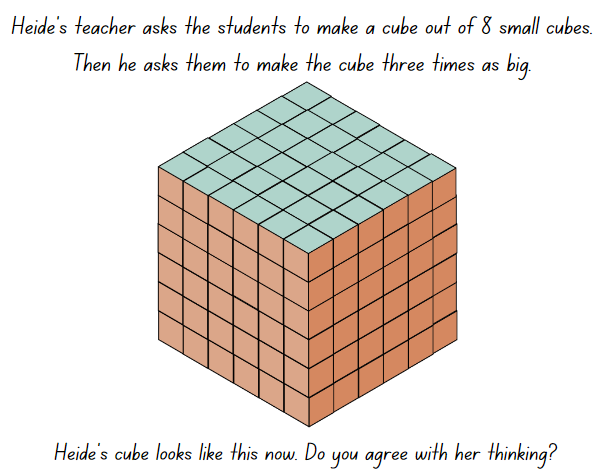 Heide's teacher asks the students to make a cube out of 8 small cubes.
Then he asks them to make the cube three times as big.
Heide's cube looks like this now. Do you agree with her thinking?